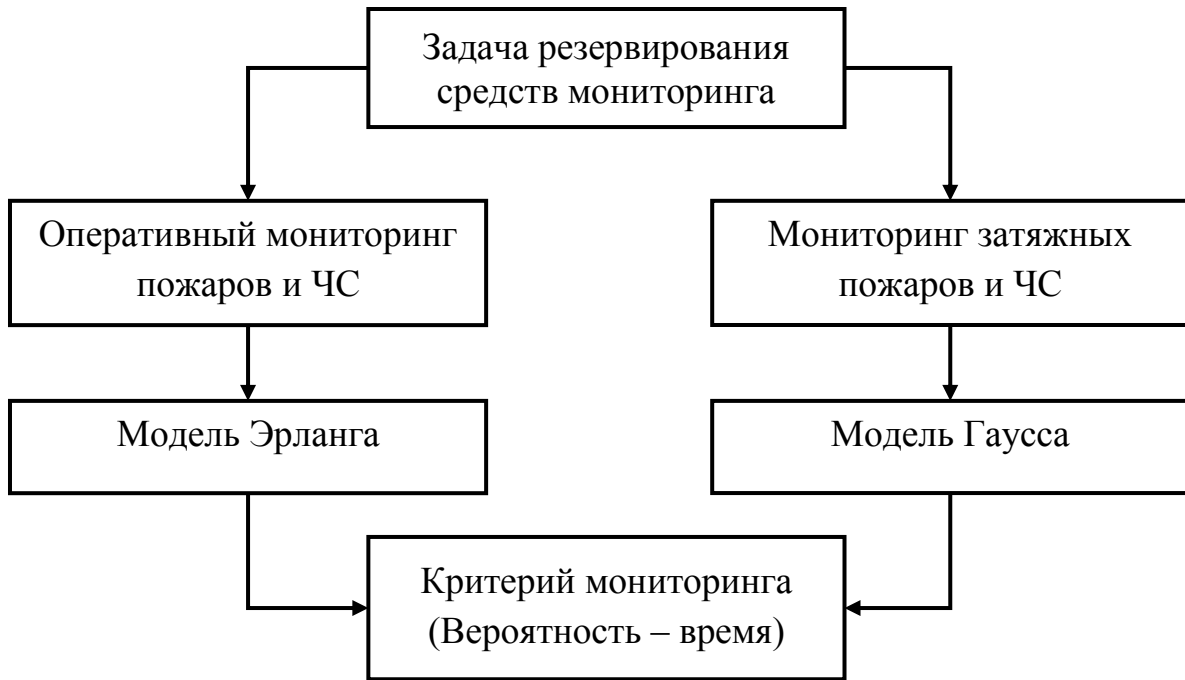 Задача резервирования
средств мониторинга
Оперативный мониторинг
пожаров и ЧС
Мониторинг затяжных
пожаров и ЧС
Модель Эрланга
Модель Гаусса
Критерий мониторинга
(Вероятность – время)